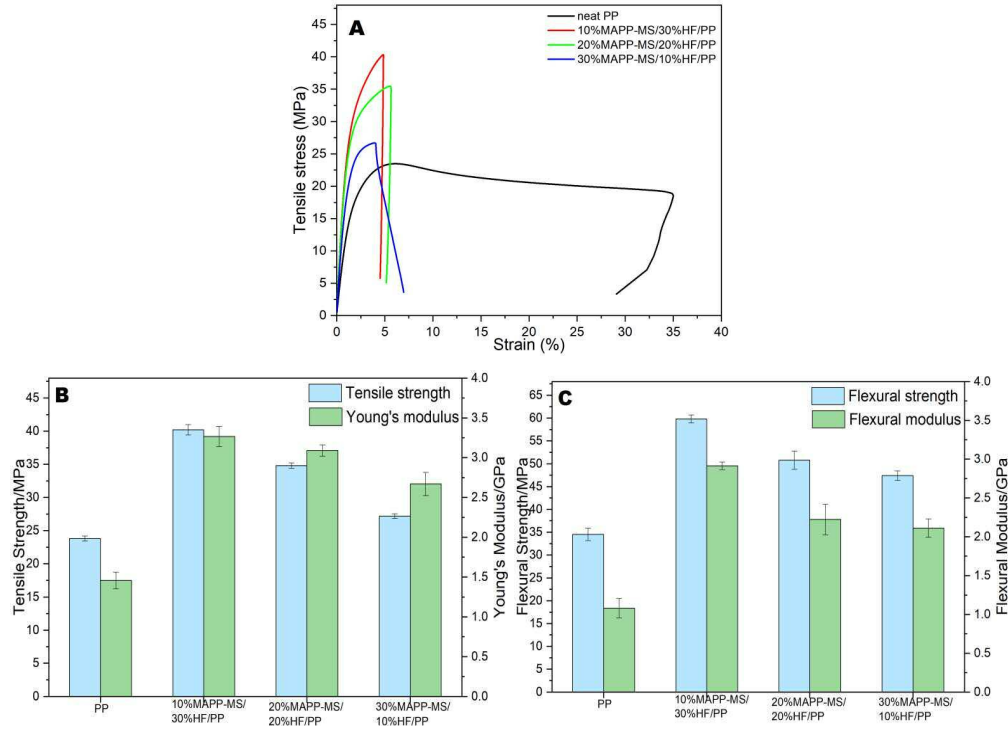 A
neat PP
10%MAPP-MS/30%HF/PP
20%MAPP-MS/20%HF/PP
30%MAPP-MS/10%HF/PP
Tensile stress (MPa)
45
40
35
30
25
20
15
10
5
0
0 5 10 15 20 25 30 35 40
Strain (%)
B
Tensile strength
Young's modulus
Tensile Strength/MPa
45
40
35
30
25
20
15
10
5
0
4.0
3.5
3.0
2.5
2.0
1.5
1.0
0.5
0.0
Young's Modulus/GPa
PP
10%MAPP-MS/
30%HF/PP
20%MAPP-MS/
20%HF/PP
30%MAPP-MS/
10%HF/PP
C
Flexural strength
Flexural modulus
Flexural Strength/MPa
65
60
55
50
45
40
35
30
25
20
15
10
5
0
4.0
3.5
3.0
2.5
2.0
1.5
1.0
0.5
0.0
Flexural Modulus/GPa
PP
10%MAPP-MS/
30%HF/PP
20%MAPP-MS/
20%HF/PP
30%MAPP-MS/
10%HF/PP